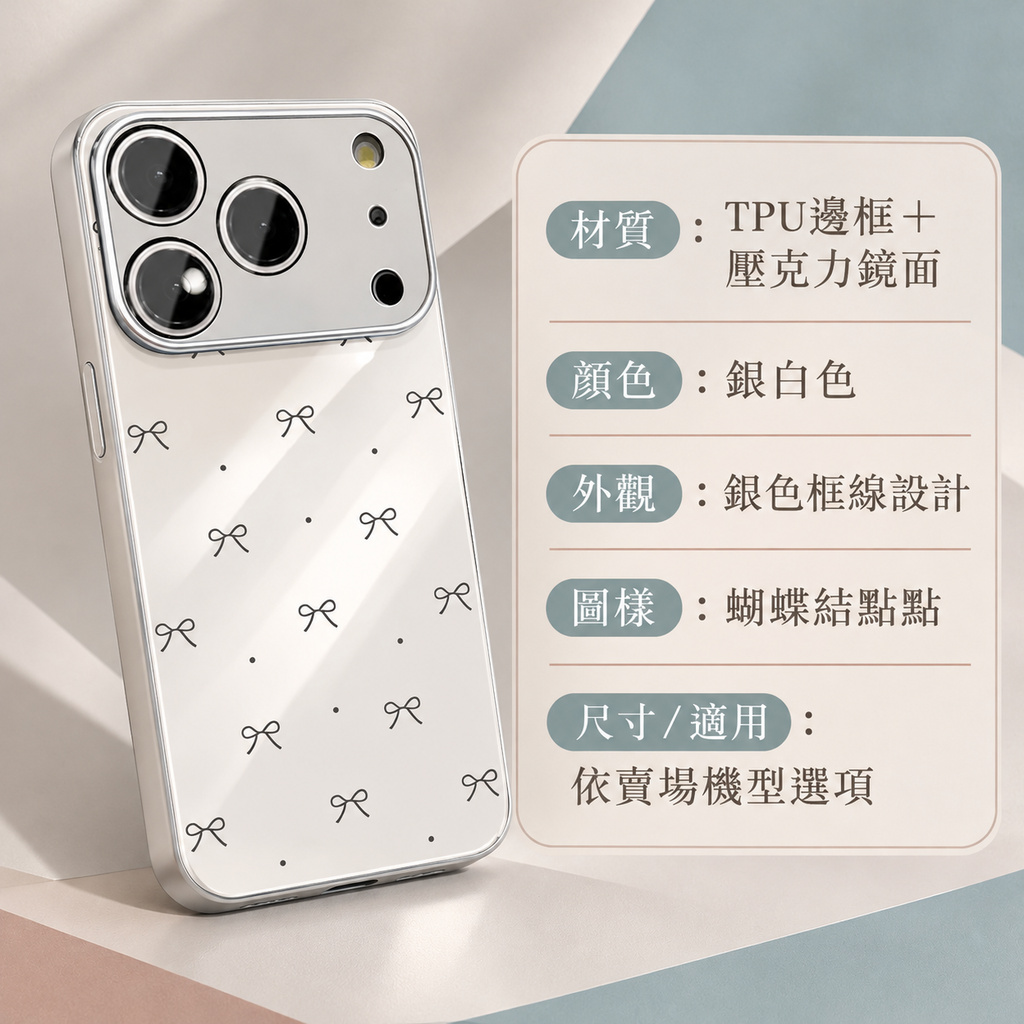 材質：TPU邊框＋
壓克力鏡面
顏色：銀白色
外觀：銀色框線設計
圖樣：蝴蝶結點點
尺寸/適用：
依賣場機型選項